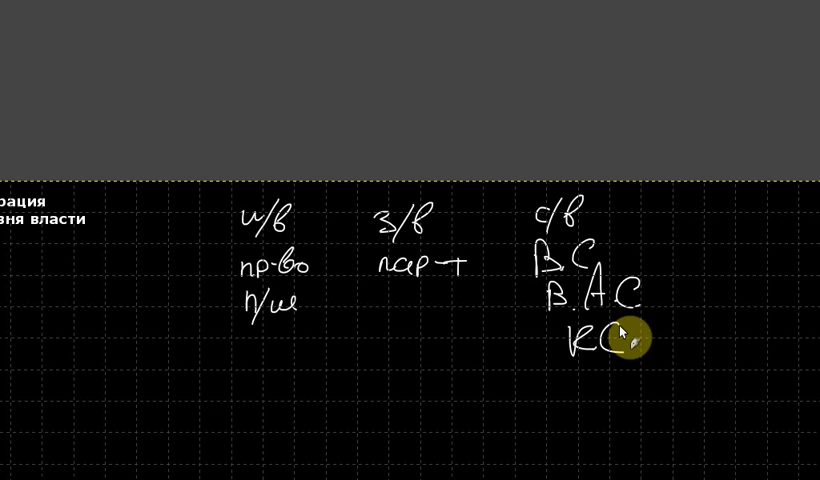 рация
вня власти
и/в з/в с/в
пр-во пар-т В.С.
п/ш В.А.С.
КС.